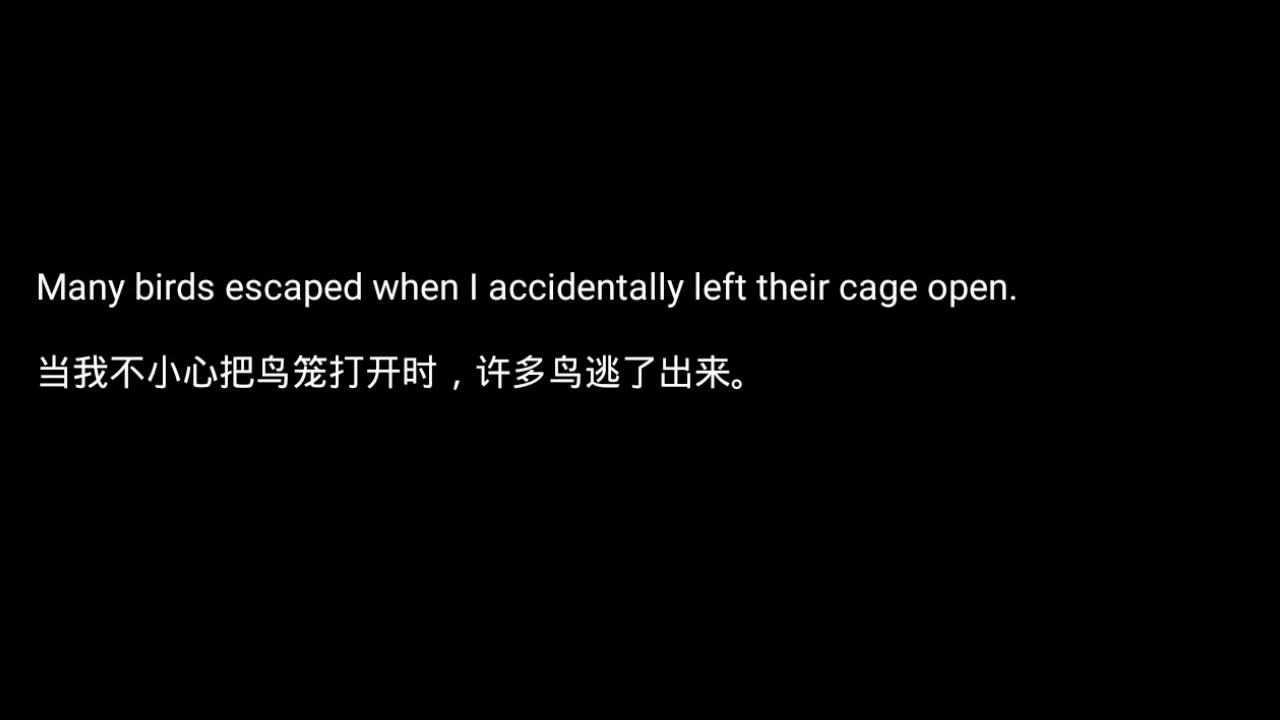 Many birds escaped when I accidentally left their cage open.
当我不小心把鸟笼打开时，许多鸟逃了出来。